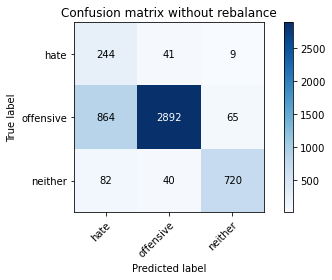 Confusion matrix without rebalance
hate 244 41 9
offensive 864 2892 65
neither 82 40 720
True label
hate offensive neither
Predicted label
2500
2000
1500
1000
500